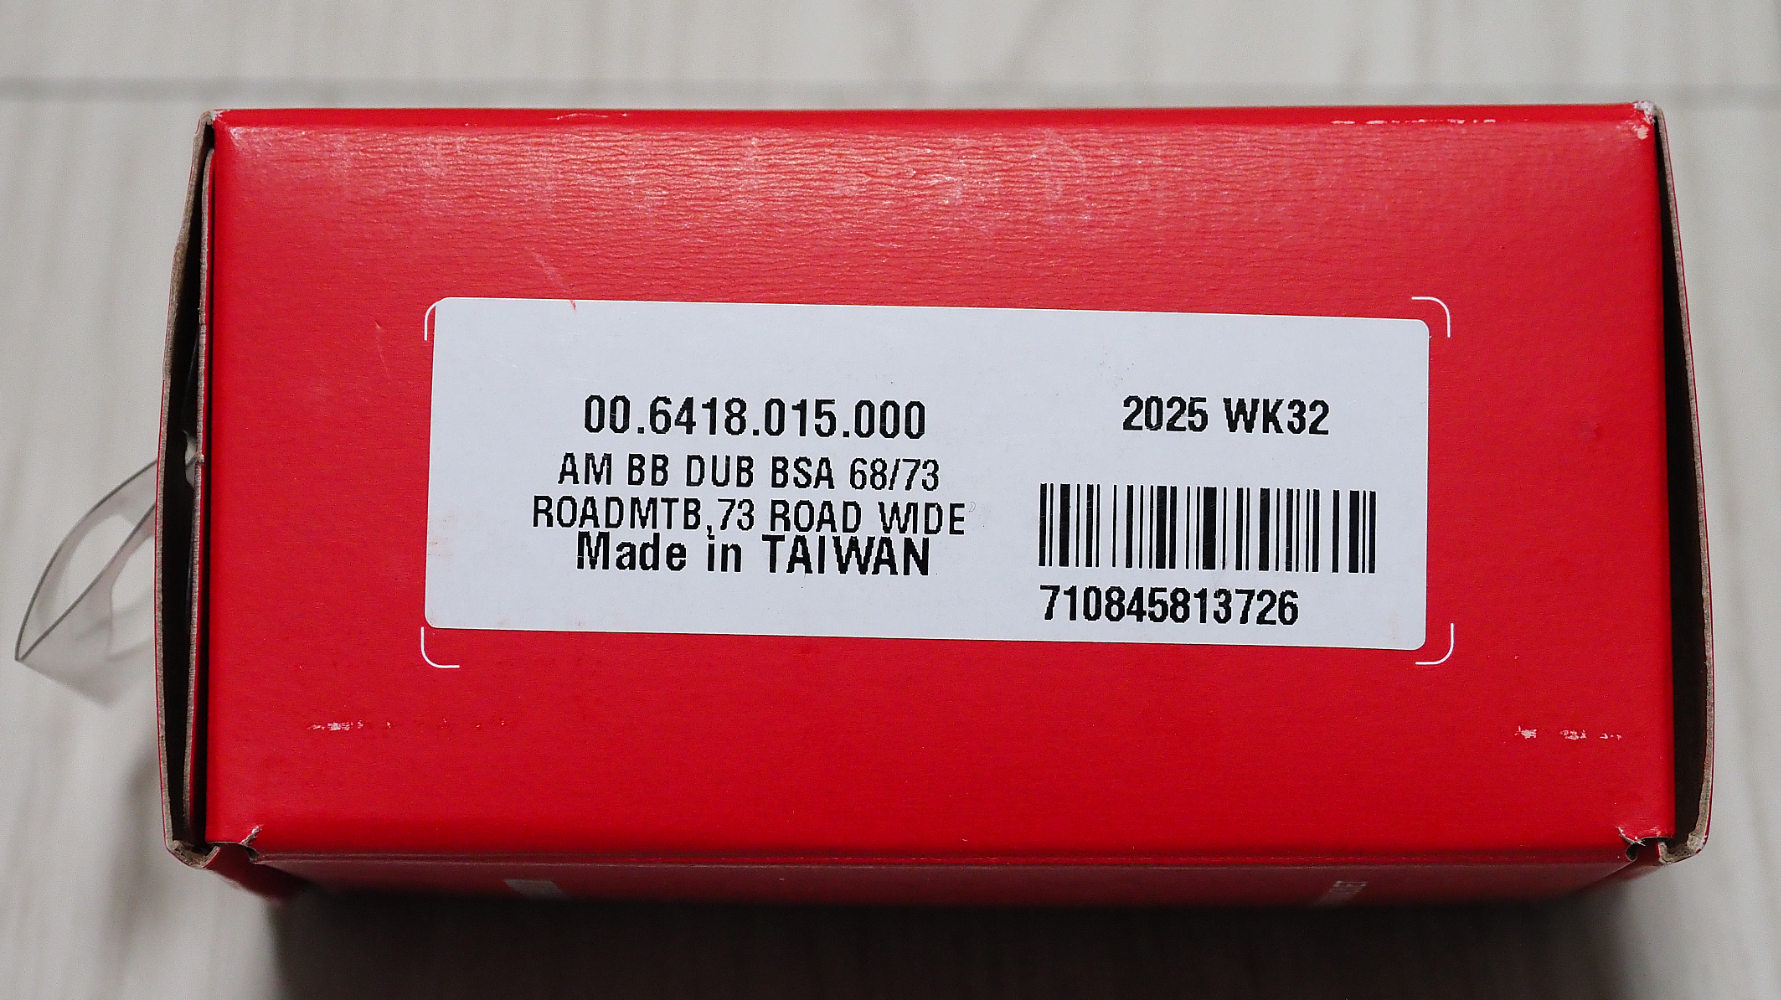 00.6418.015.000
AM BB DUB BSA 68/73
ROADMTB,73 ROAD WIDE
Made in TAIWAN
2025 WK32
710845813726